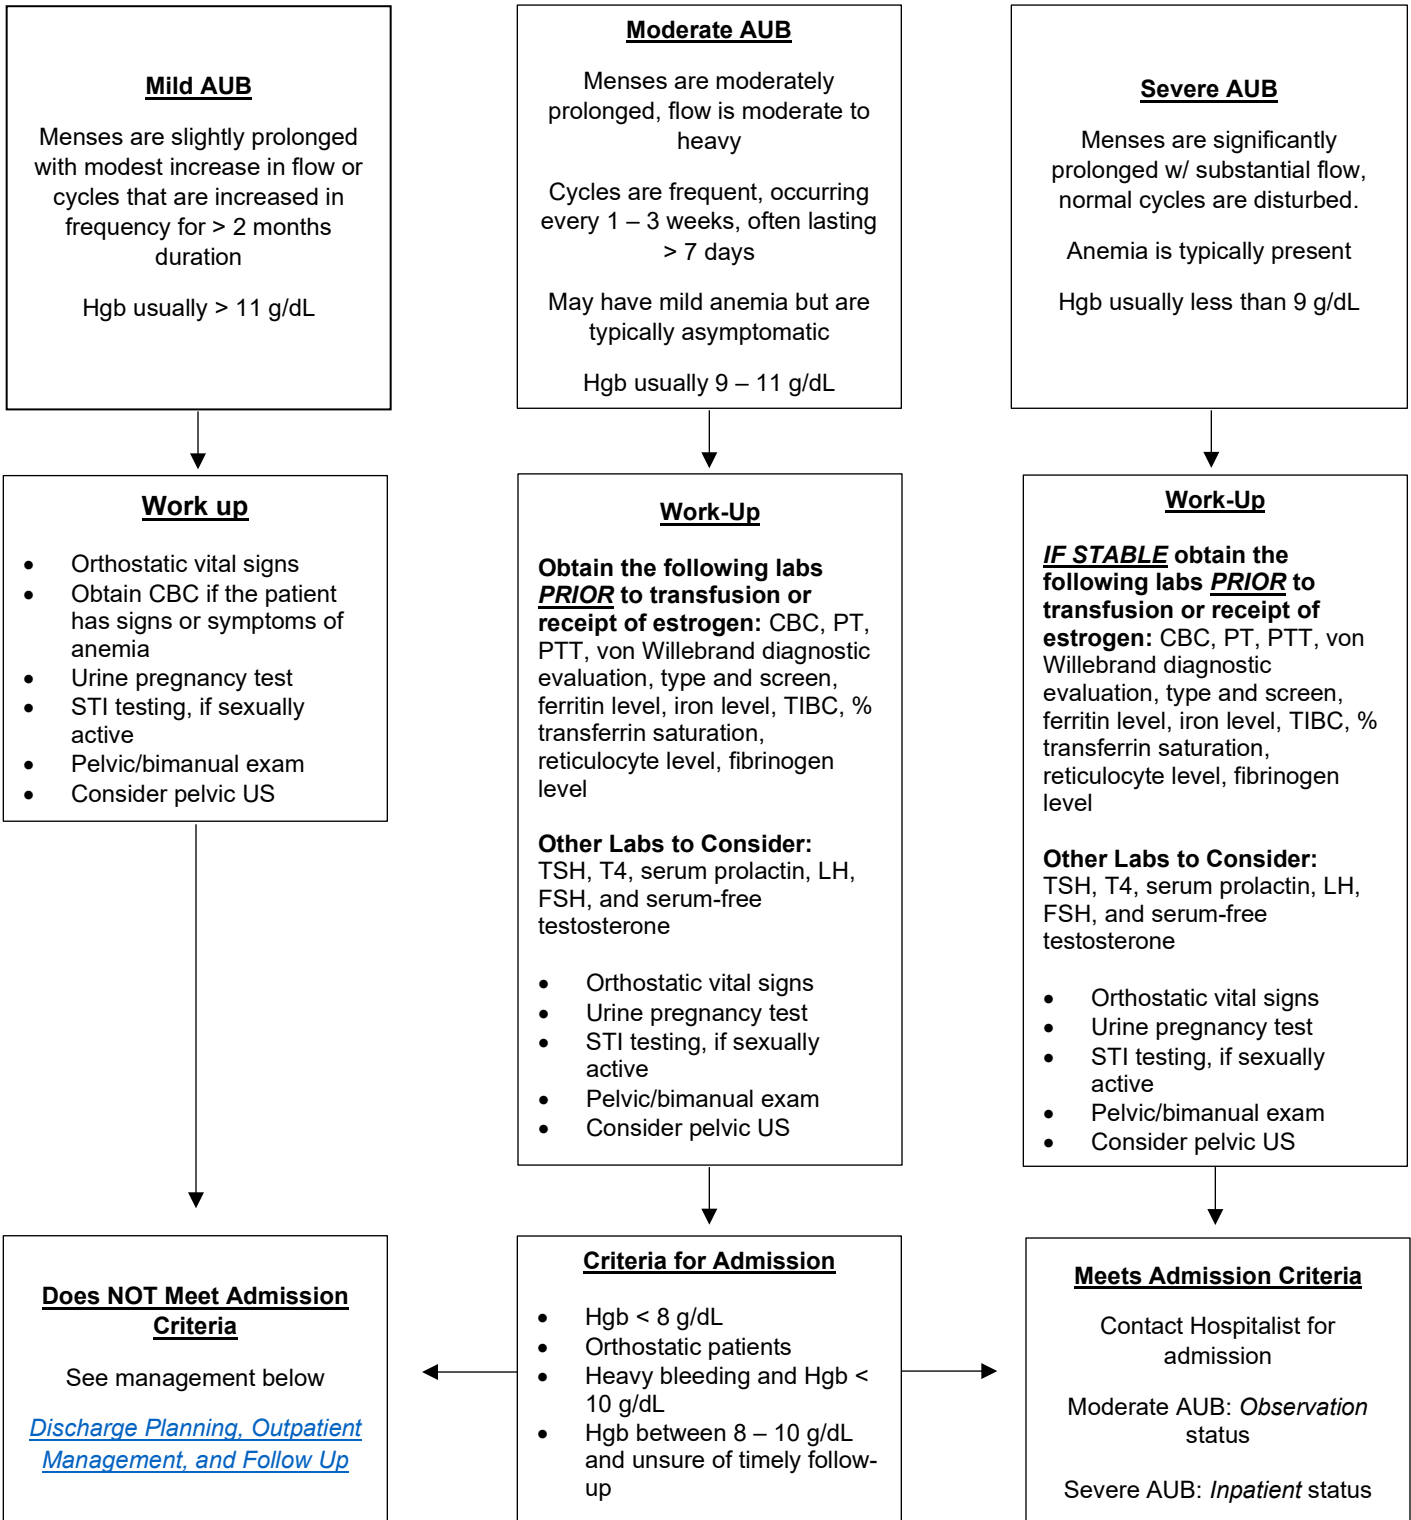 Mild AUB
Menses are slightly prolonged
with modest increase in flow or
cycles that are increased in
frequency for > 2 months
duration
Hgb usually > 11 g/dL
Moderate AUB
Menses are moderately
prolonged, flow is moderate to
heavy
Cycles are frequent, occurring
every 1 – 3 weeks, often lasting
> 7 days
May have mild anemia but are
typically asymptomatic
Hgb usually 9 – 11 g/dL
Severe AUB
Menses are significantly
prolonged w/ substantial flow,
normal cycles are disturbed.
Anemia is typically present
Hgb usually less than 9 g/dL
Work up
• Orthostatic vital signs
• Obtain CBC if the patient
has signs or symptoms of
anemia
• Urine pregnancy test
• STI testing, if sexually
active
• Pelvic/bimanual exam
• Consider pelvic US
Work-Up
Obtain the following labs
PRIOR to transfusion or
receipt of estrogen: CBC, PT,
PTT, von Willebrand diagnostic
evaluation, type and screen,
ferritin level, iron level, TIBC, %
transferrin saturation,
reticulocyte level, fibrinogen
level
Other Labs to Consider:
TSH, T4, serum prolactin, LH,
FSH, and serum-free
testosterone
• Orthostatic vital signs
• Urine pregnancy test
• STI testing, if sexually
active
• Pelvic/bimanual exam
• Consider pelvic US
Work-Up
IF STABLE obtain the
following labs PRIOR to
transfusion or receipt of
estrogen: CBC, PT, PTT, von
Willebrand diagnostic
evaluation, type and screen,
ferritin level, iron level, TIBC, %
transferrin saturation,
reticulocyte level, fibrinogen
level
Other Labs to Consider:
TSH, T4, serum prolactin, LH,
FSH, and serum-free
testosterone
• Orthostatic vital signs
• Urine pregnancy test
• STI testing, if sexually
active
• Pelvic/bimanual exam
• Consider pelvic US
Does NOT Meet Admission
Criteria
See management below
Discharge Planning, Outpatient
Management, and Follow Up
Criteria for Admission
• Hgb < 8 g/dL
• Orthostatic patients
• Heavy bleeding and Hgb <
10 g/dL
• Hgb between 8 – 10 g/dL
and unsure of timely follow-
up
Meets Admission Criteria
Contact Hospitalist for
admission
Moderate AUB: Observation
status
Severe AUB: Inpatient status